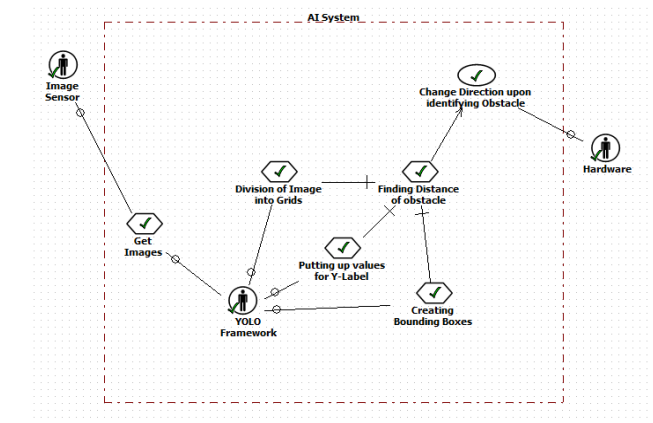 AI System
Image
Sensor
Change Direction upon
identifying Obstacle
Hardware
Division of Image
into Grids
Finding Distance
of obstacle
Get
Images
Putting up values
for Y-Label
YOLO
Framework
Creating
Bounding Boxes